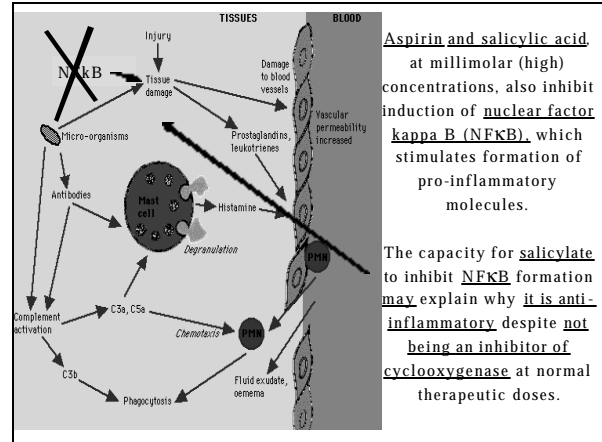 TISSUES
BLOOD
Injury
NFkB
Tissue
damage
Damage
to blood
vessels
Micro-organisms
Prostaglandins,
leukotrienes
Vascular
permeability
increased
Antibodies
Mast
cell
Histamine
Degranulation
PMN
Complement
activation
C3a, C5a
Chemotaxis
PMN
C3b
Phagocytosis
Fluid exudate,
oemema
Aspirin and salicylic acid,
at millimolar (high)
concentrations, also inhibit
induction of nuclear factor
kappa B (NFκB), which
stimulates formation of
pro-inflammatory
molecules.
The capacity for salicylate
to inhibit NFκB formation
may explain why it is anti-
inflammatory despite not
being an inhibitor of
cyclooxygenase at normal
therapeutic doses.